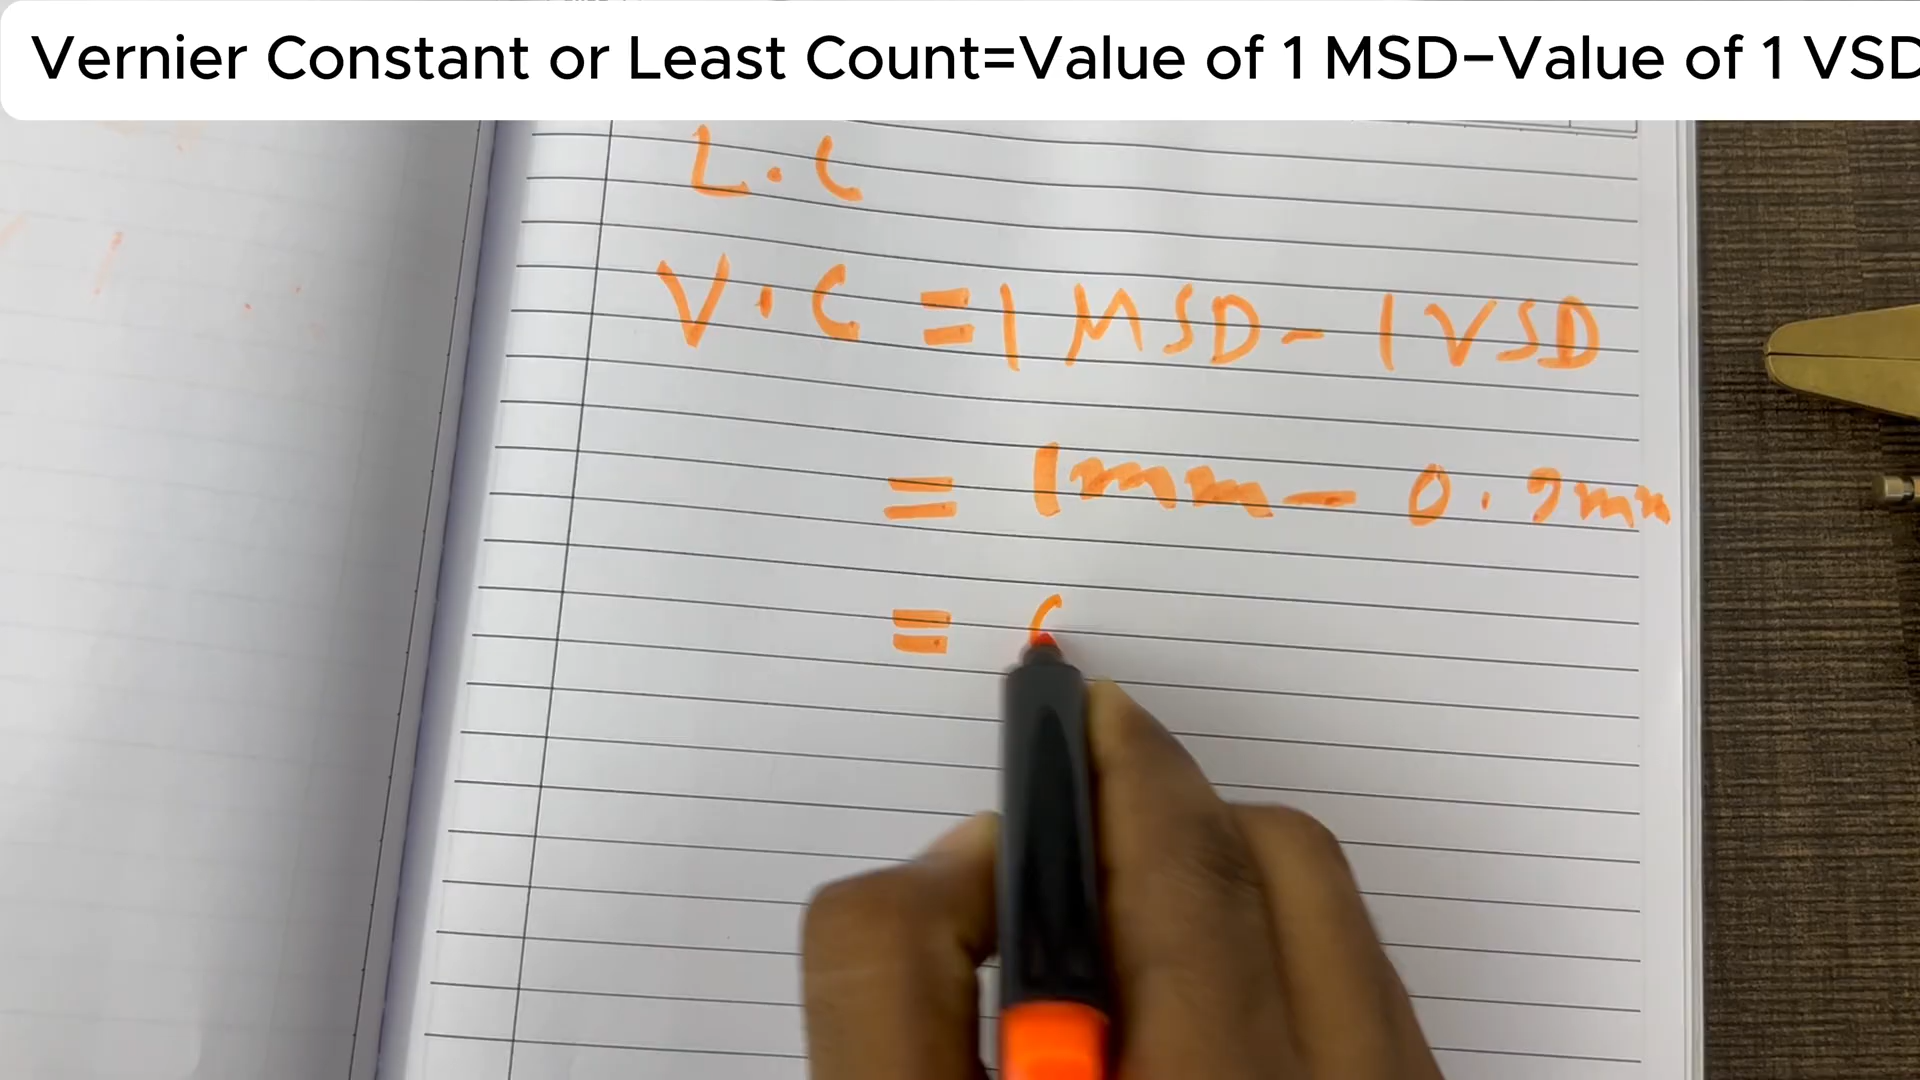 Vernier Constant or Least Count=Value of 1 MSD−Value of 1 VSD
L.C
V.C = 1 MSD - 1 VSD
= 1mm - 0.9mm
=